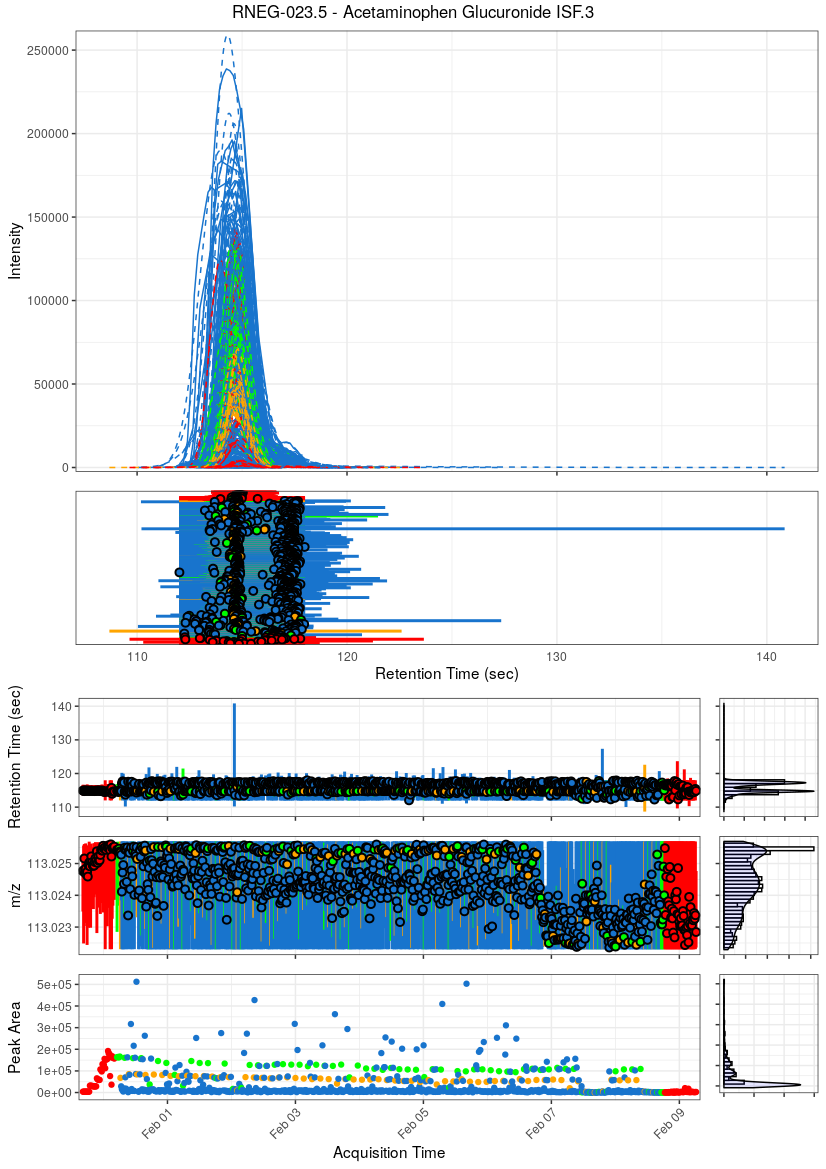 RNEG-023.5 - Acetaminophen Glucuronide ISF.3
250000
200000
150000
100000
50000
0
Intensity
110
120
130
140
Retention Time (sec)
140
130
120
110
Retention Time (sec)
113.025
113.024
113.023
m/z
5e+05
4e+05
3e+05
2e+05
1e+05
0e+00
Peak Area
Feb 01
Feb 03
Feb 05
Feb 07
Feb 09
Acquisition Time